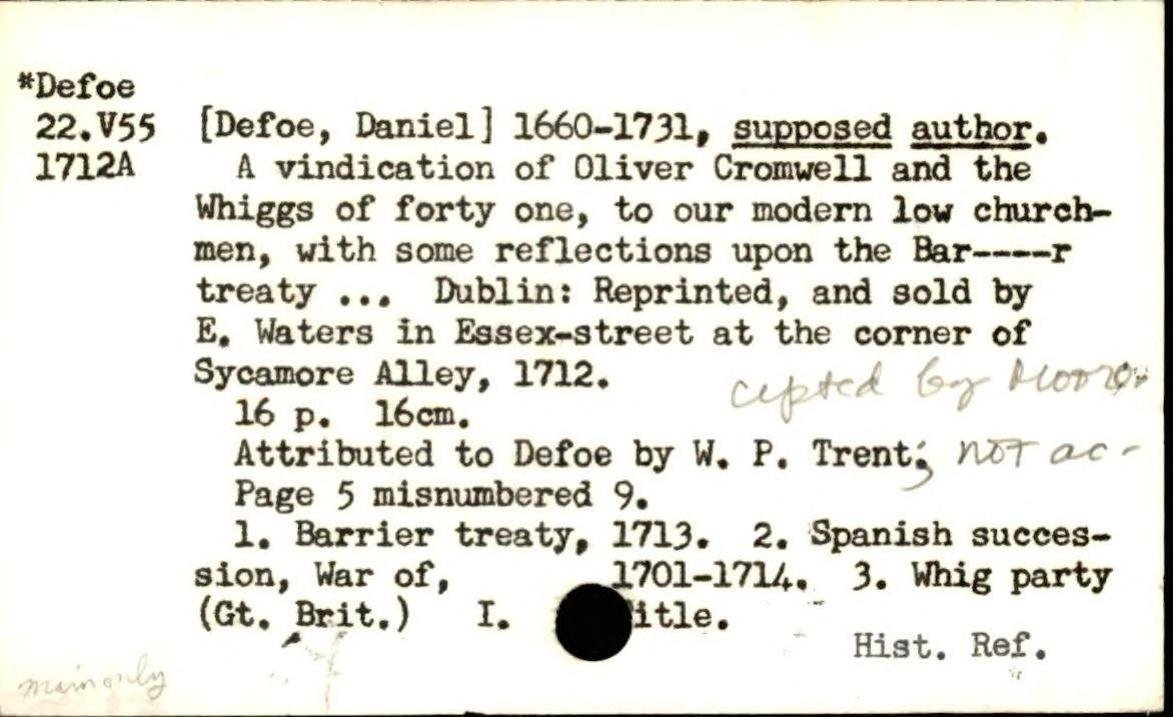 *Defoe
22.V55 [Defoe, Daniel] 1660-1731, supposed author.
1712A A vindication of Oliver Cromwell and the
Whiggs of forty one, to our modern low church-
men, with some reflections upon the Bar----r
treaty ... Dublin: Reprinted, and sold by
E. Waters in Essex-street at the corner of
Sycamore Alley, 1712.
16 p. 16cm.
Attributed to Defoe by W. P. Trent; not ac-
cepted by Moore.
Page 5 misnumbered 9.
1. Barrier treaty, 1713. 2. Spanish succes-
sion, War of, 1701-1714. 3. Whig party
(Gt. Brit.) I. itle.
Hist. Ref.
main only